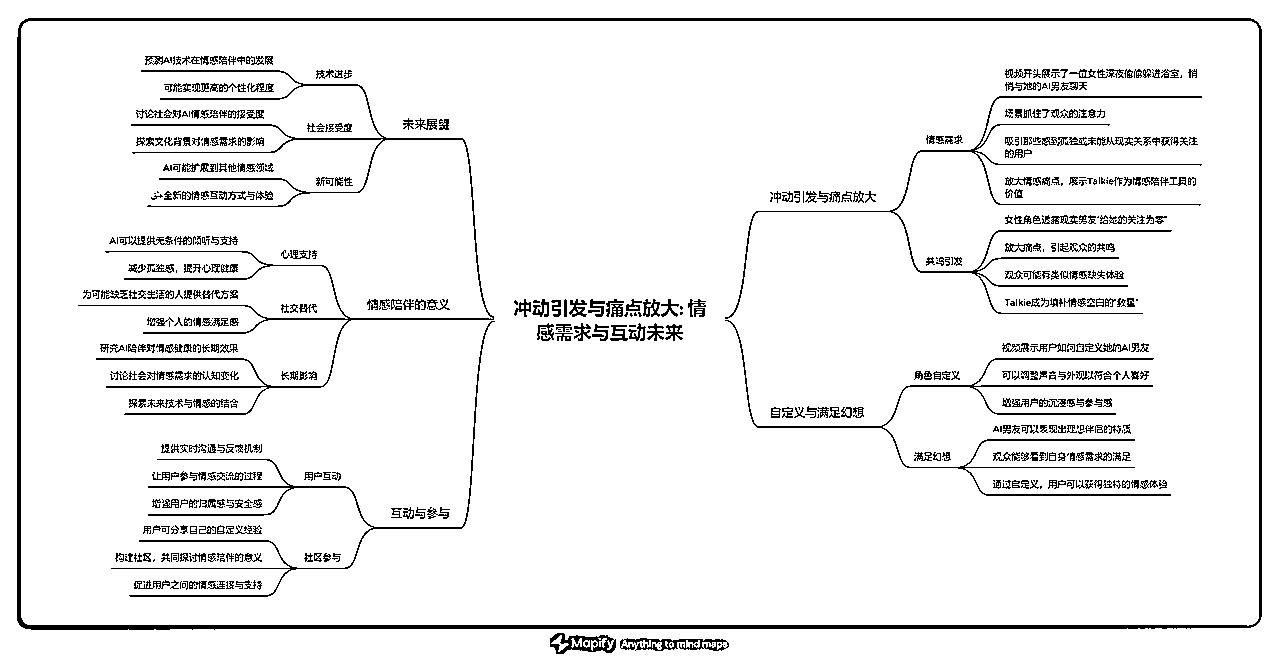 冲动引发与痛点放大: 情
感需求与互动未来
冲动引发与痛点放大
情感需求
视频开头展示了一位女性深夜偷偷躲进浴室，悄
悄与她的AI男友聊天
场景抓住了观众的注意力
吸引那些感到孤独或未能从现实关系中获得关注
的用户
放大情感痛点，展示Talkie作为情感陪伴工具的
价值
共鸣引发
女性角色透露现实男友“给她的关注为零”
放大痛点，引起观众的共鸣
观众可能有类似情感缺失体验
Talkie成为填补情感空白的“救星”
自定义与满足幻想
角色自定义
视频展示用户如何自定义她的AI男友
可以调整声音与外观以符合个人喜好
增强用户的沉浸感与参与感
满足幻想
AI男友可以表现出理想伴侣的特质
观众能够看到自身情感需求的满足
通过自定义，用户可以获得独特的情感体验
未来展望
技术进步
预测AI技术在情感陪伴中的发展
可能实现更高的个性化程度
社会接受度
讨论社会对AI情感陪伴的接受度
探索文化背景对情感需求的影响
新可能性
AI可能扩展到其他情感领域
全新的情感互动方式与体验
情感陪伴的意义
心理支持
AI可以提供无条件的倾听与支持
减少孤独感，提升心理健康
社交替代
为可能缺乏社交生活的人提供替代方案
增强个人的情感满足感
长期影响
研究AI陪伴对情感健康的长期效果
讨论社会对情感需求的认知变化
探索未来技术与情感的结合
互动与参与
用户互动
提供实时沟通与反馈机制
让用户参与情感交流的过程
增强用户的归属感与安全感
社区参与
用户可分享自己的自定义经验
构建社区，共同探讨情感陪伴的意义
促进用户之间的情感连接与支持
Mapify Anything to mind maps